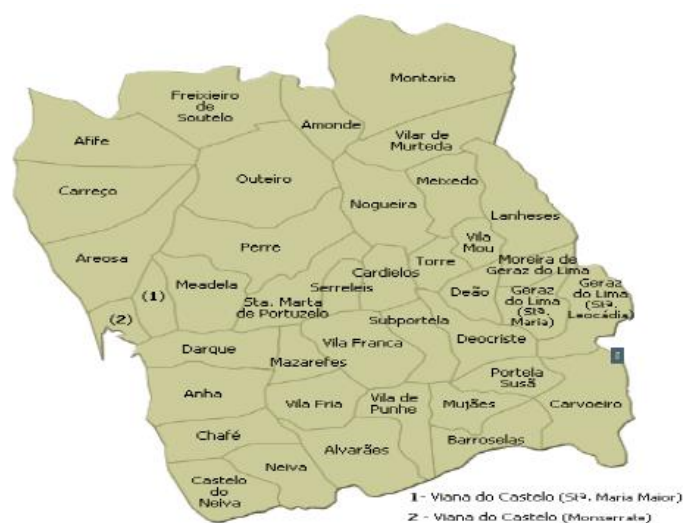 Montaria
Freixieiro
de
Soutelo
Amonde
Vilar de
Murteda
Afife
Outeiro
Meixedo
Carreço
Nogueira
Lanheses
Vila
Mou
Perre
Areosa
Torre
Moreira de
Geraz do Lima
Cardielos
Meadela
Serreleis
Deão
Geraz
do Lima
(Stª.
Maria)
Geraz
do Lima
(Stª.
Leocádia)
(1)
Sta. Marta
de Portuzelo
(2)
Subportela
Deocriste
Vila Franca
Darque
Mazarefes
Portela
Susã
Anha
Vila Fria
Vila de
Punhe
Mujães
Carvoeiro
Chafé
Barroselas
Alvarães
Neiva
Castelo
do
Neiva
1 - Viana do Castelo (Stª. Maria Maior)
2 - Viana do Castelo (Monserrate)